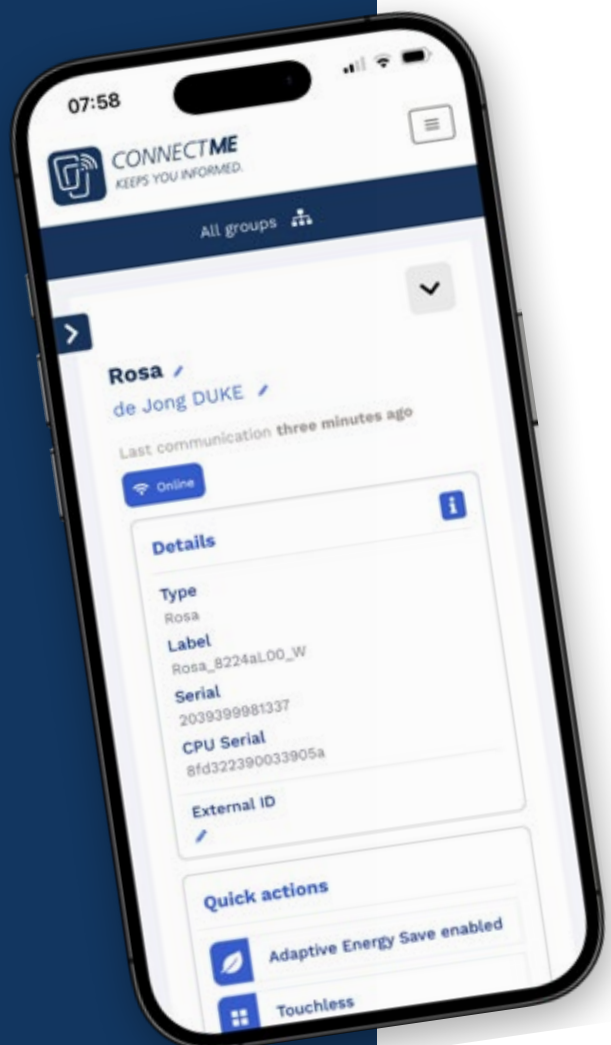 07:58
CONNECTME
KEEPS YOU INFORMED.
All groups
Rosa
de Jong DUKE
Last communication three minutes ago
Online
Details
Type
Rosa
Label
Rosa_8224aL00_W
Serial
2039399981337
CPU Serial
8fd322390033905a
External ID
Quick actions
Adaptive Energy Save enabled
Touchless